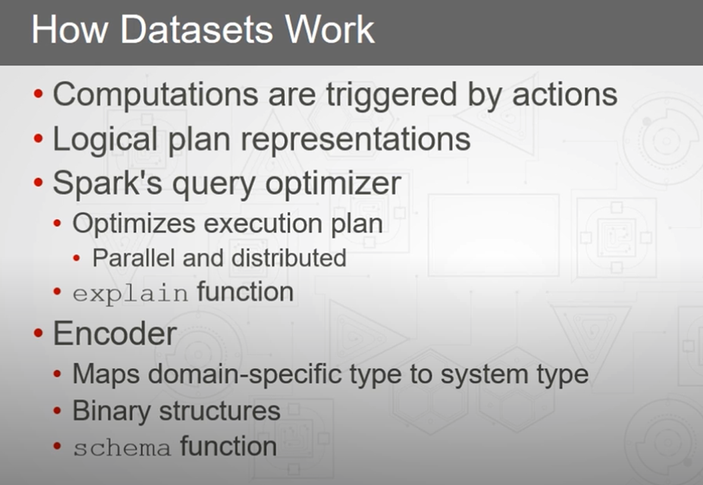 How Datasets Work
• Computations are triggered by actions
• Logical plan representations
• Spark's query optimizer
• Optimizes execution plan
• Parallel and distributed
• explain function
• Encoder
• Maps domain-specific type to system type
• Binary structures
• schema function